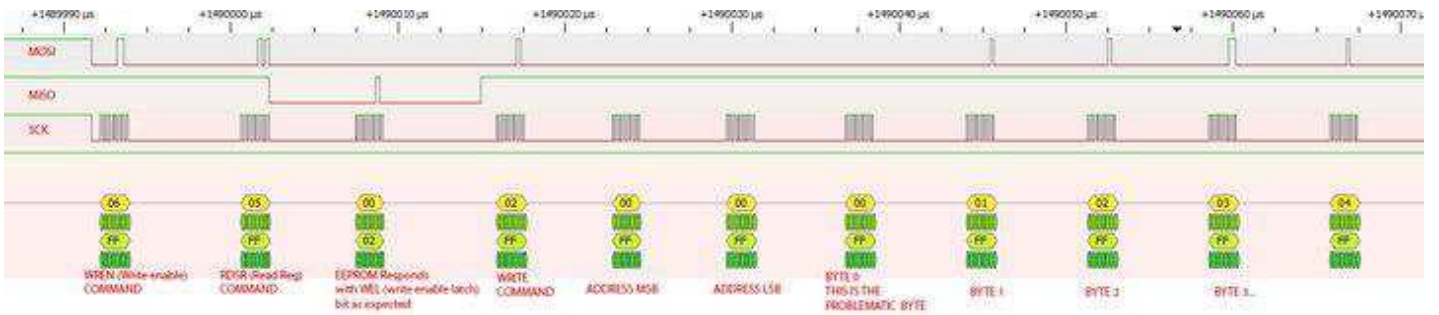 +1489990 µs +1490000 µs +1490010 µs +1490020 µs +1490030 µs +1490040 µs +1490050 µs +1490060 µs +1490070 µs
MOSI
MISO
SCK
06 05 00 02 00 00 00 01 02 03 04
FF FF 02 FF FF FF FF FF FF FF FF
WREN (Write enable)
COMMAND
RDSR (Read Reg)
COMMAND
EEPROM Responds
with WEL (write enable latch)
bit as expected
WRITE
COMMAND
ADDRESS MSB
ADDRESS LSB
BYTE 0
THIS IS THE
PROBLEMATIC BYTE
BYTE 1
BYTE 2
BYTE 3...